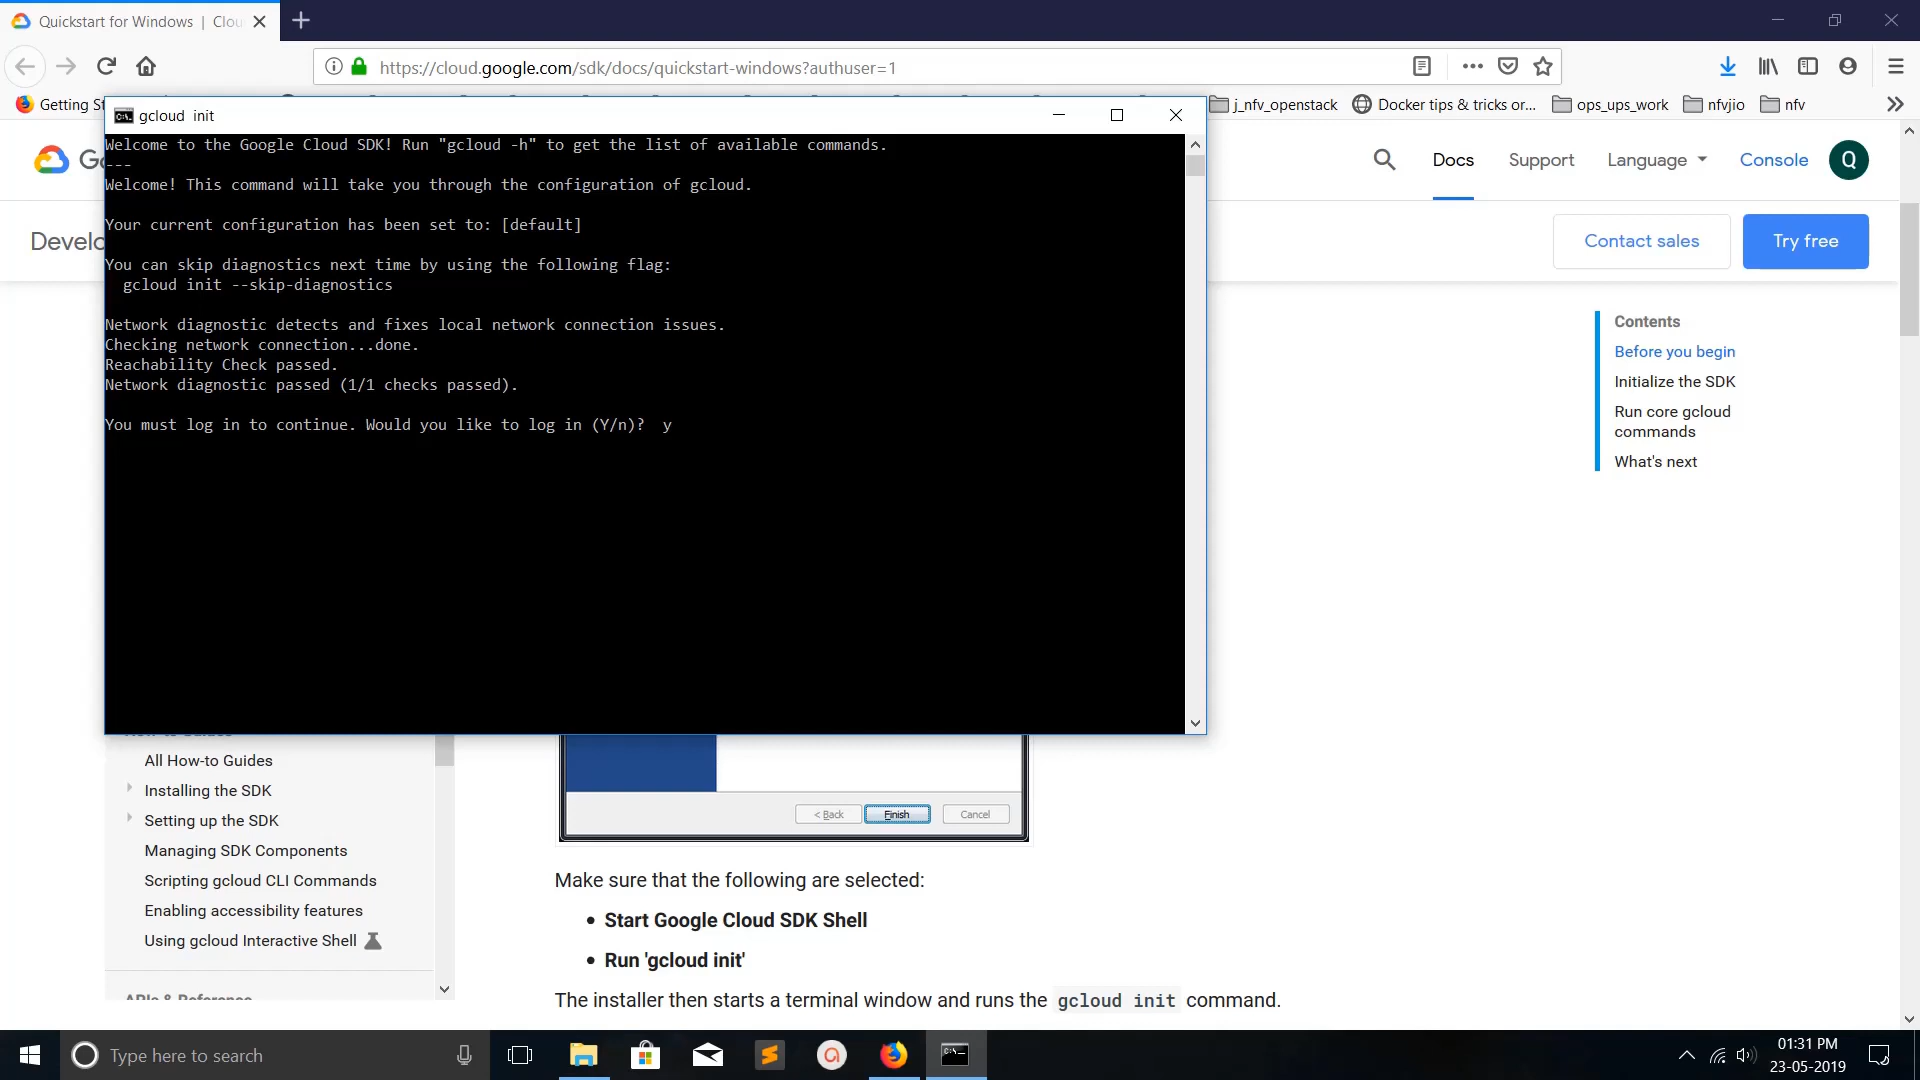 Quickstart for Windows | Clou
https://cloud.google.com/sdk/docs/quickstart-windows?authuser=1
Getting St
j_nfv_openstack
Docker tips & tricks or...
ops_ups_work
nfvjio
nfv
gcloud init
Welcome to the Google Cloud SDK! Run "gcloud -h" to get the list of available commands.
---
Welcome! This command will take you through the configuration of gcloud.
Your current configuration has been set to: [default]
You can skip diagnostics next time by using the following flag:
gcloud init --skip-diagnostics
Network diagnostic detects and fixes local network connection issues.
Checking network connection...done.
Reachability Check passed.
Network diagnostic passed (1/1 checks passed).
You must log in to continue. Would you like to log in (Y/n)? y
Go
Docs
Support
Language
Console
Q
Develo
Contact sales
Try free
Contents
Before you begin
Initialize the SDK
Run core gcloud
commands
What's next
All How-to Guides
Installing the SDK
Setting up the SDK
Managing SDK Components
Scripting gcloud CLI Commands
Enabling accessibility features
Using gcloud Interactive Shell
APIs & Reference
< Back
Finish
Cancel
Make sure that the following are selected:
• Start Google Cloud SDK Shell
• Run 'gcloud init'
The installer then starts a terminal window and runs the gcloud init command.
Type here to search
01:31 PM
23-05-2019